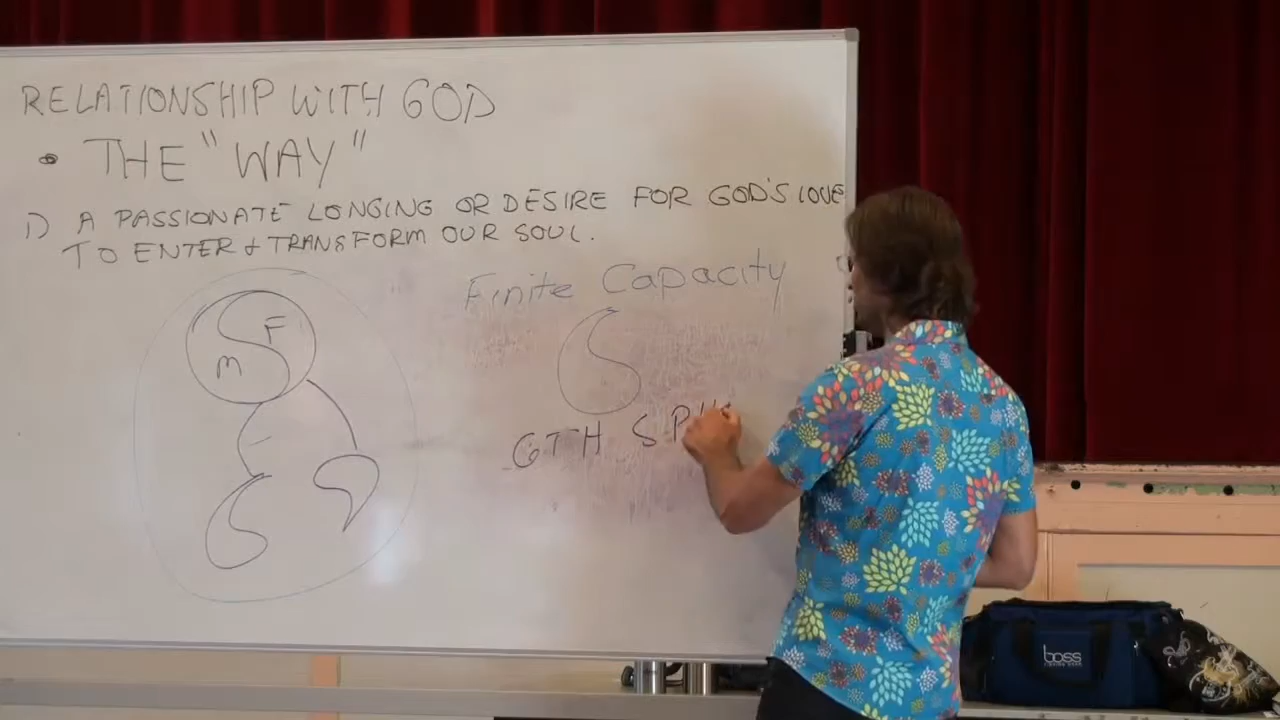 RELATIONSHIP WITH GOD
• THE "WAY"
1) A PASSIONATE LONGING OR DESIRE FOR GOD'S LOVE
TO ENTER & TRANSFORM OUR SOUL.
Finite Capacity
F
M
6TH SP
boss